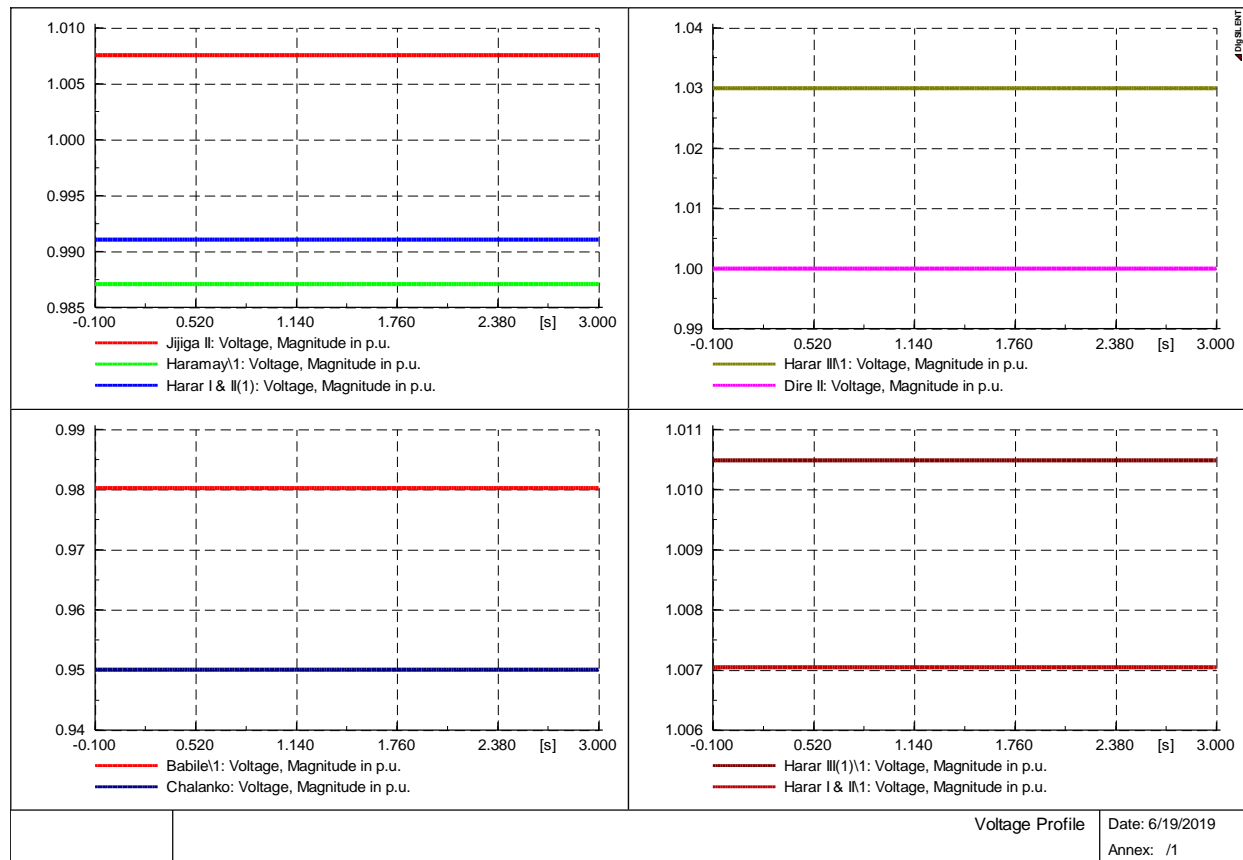 1.010
1.007
1.005
1.000
0.995
0.990
0.985
-0.100 0.520 1.140 1.760 2.380 [s] 3.000
Jijiga II: Voltage, Magnitude in p.u.
Haramay\1: Voltage, Magnitude in p.u.
Harar I & II(1): Voltage, Magnitude in p.u.
1.04
1.03
1.02
1.01
1.00
0.99
-0.100 0.520 1.140 1.760 2.380 [s] 3.000
Harar III\1: Voltage, Magnitude in p.u.
Dire II: Voltage, Magnitude in p.u.
DIgSILENT
0.99
0.98
0.97
0.96
0.95
0.94
-0.100 0.520 1.140 1.760 2.380 [s] 3.000
Babile\1: Voltage, Magnitude in p.u.
Chalanko: Voltage, Magnitude in p.u.
1.011
1.010
1.009
1.008
1.007
1.006
-0.100 0.520 1.140 1.760 2.380 [s] 3.000
Harar III(1)\1: Voltage, Magnitude in p.u.
Harar I & II\1: Voltage, Magnitude in p.u.
Voltage Profile
Date: 6/19/2019
Annex: /1